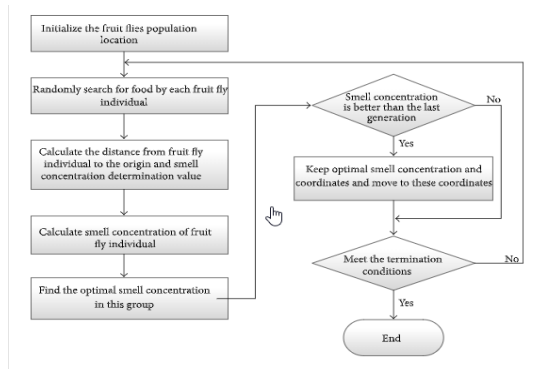 Initialize the fruit flies population
location
Randomly search for food by each fruit fly
individual
Calculate the distance from fruit fly
individual to the origin and smell
concentration determination value
Calculate smell concentration of fruit
fly individual
Find the optimal smell concentration
in this group
Smell concentration
is better than the last
generation
No
Yes
Keep optimal smell concentration and
coordinates and move to these coordinates
Meet the termination
conditions
No
Yes
End